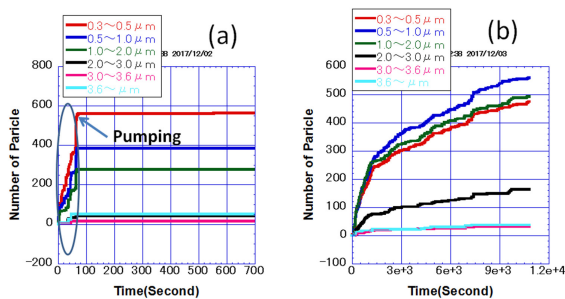 0.3～0.5μm
0.5～1.0μm
1.0～2.0μm
2.0～3.0μm
3.0～3.6μm
3.6～ μm
(a)
38 2017/12/02
Pumping
Number of Paricle
800
600
400
200
0
-200
0 100 200 300 400 500 600 700
Time(Second)
0.3～0.5μm
0.5～1.0μm
1.0～2.0μm
2.0～3.0μm
3.0～3.6μm
3.6～ μm
(b)
:38 2017/12/03
Number of Paricle
600
500
400
300
200
100
0
-100
0 3e+3 6e+3 9e+3 1.2e+4
Time(Second)